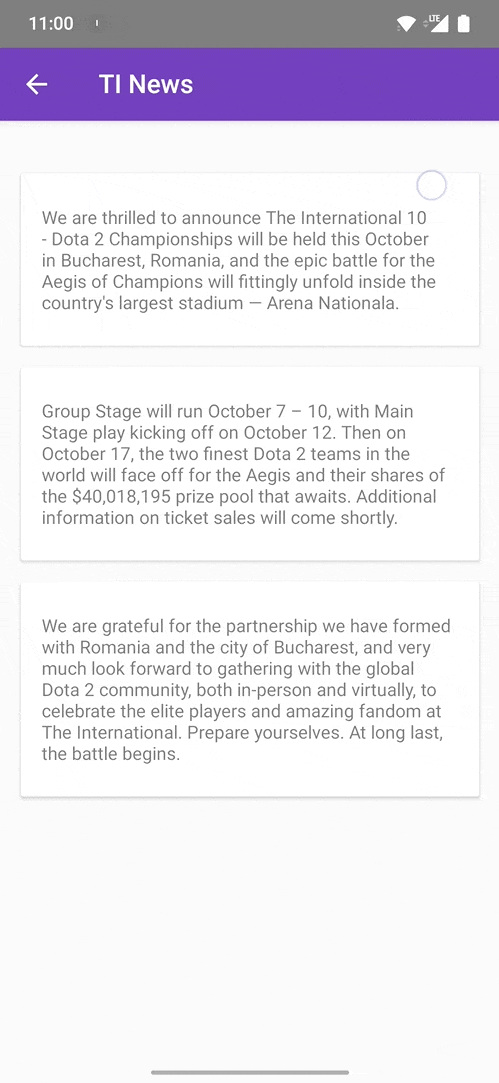 11:00
LTE
TI News
We are thrilled to announce The International 10
- Dota 2 Championships will be held this October
in Bucharest, Romania, and the epic battle for the
Aegis of Champions will fittingly unfold inside the
country's largest stadium — Arena Nationala.
Group Stage will run October 7 – 10, with Main
Stage play kicking off on October 12. Then on
October 17, the two finest Dota 2 teams in the
world will face off for the Aegis and their shares of
the $40,018,195 prize pool that awaits. Additional
information on ticket sales will come shortly.
We are grateful for the partnership we have formed
with Romania and the city of Bucharest, and very
much look forward to gathering with the global
Dota 2 community, both in-person and virtually, to
celebrate the elite players and amazing fandom at
The International. Prepare yourselves. At long last,
the battle begins.